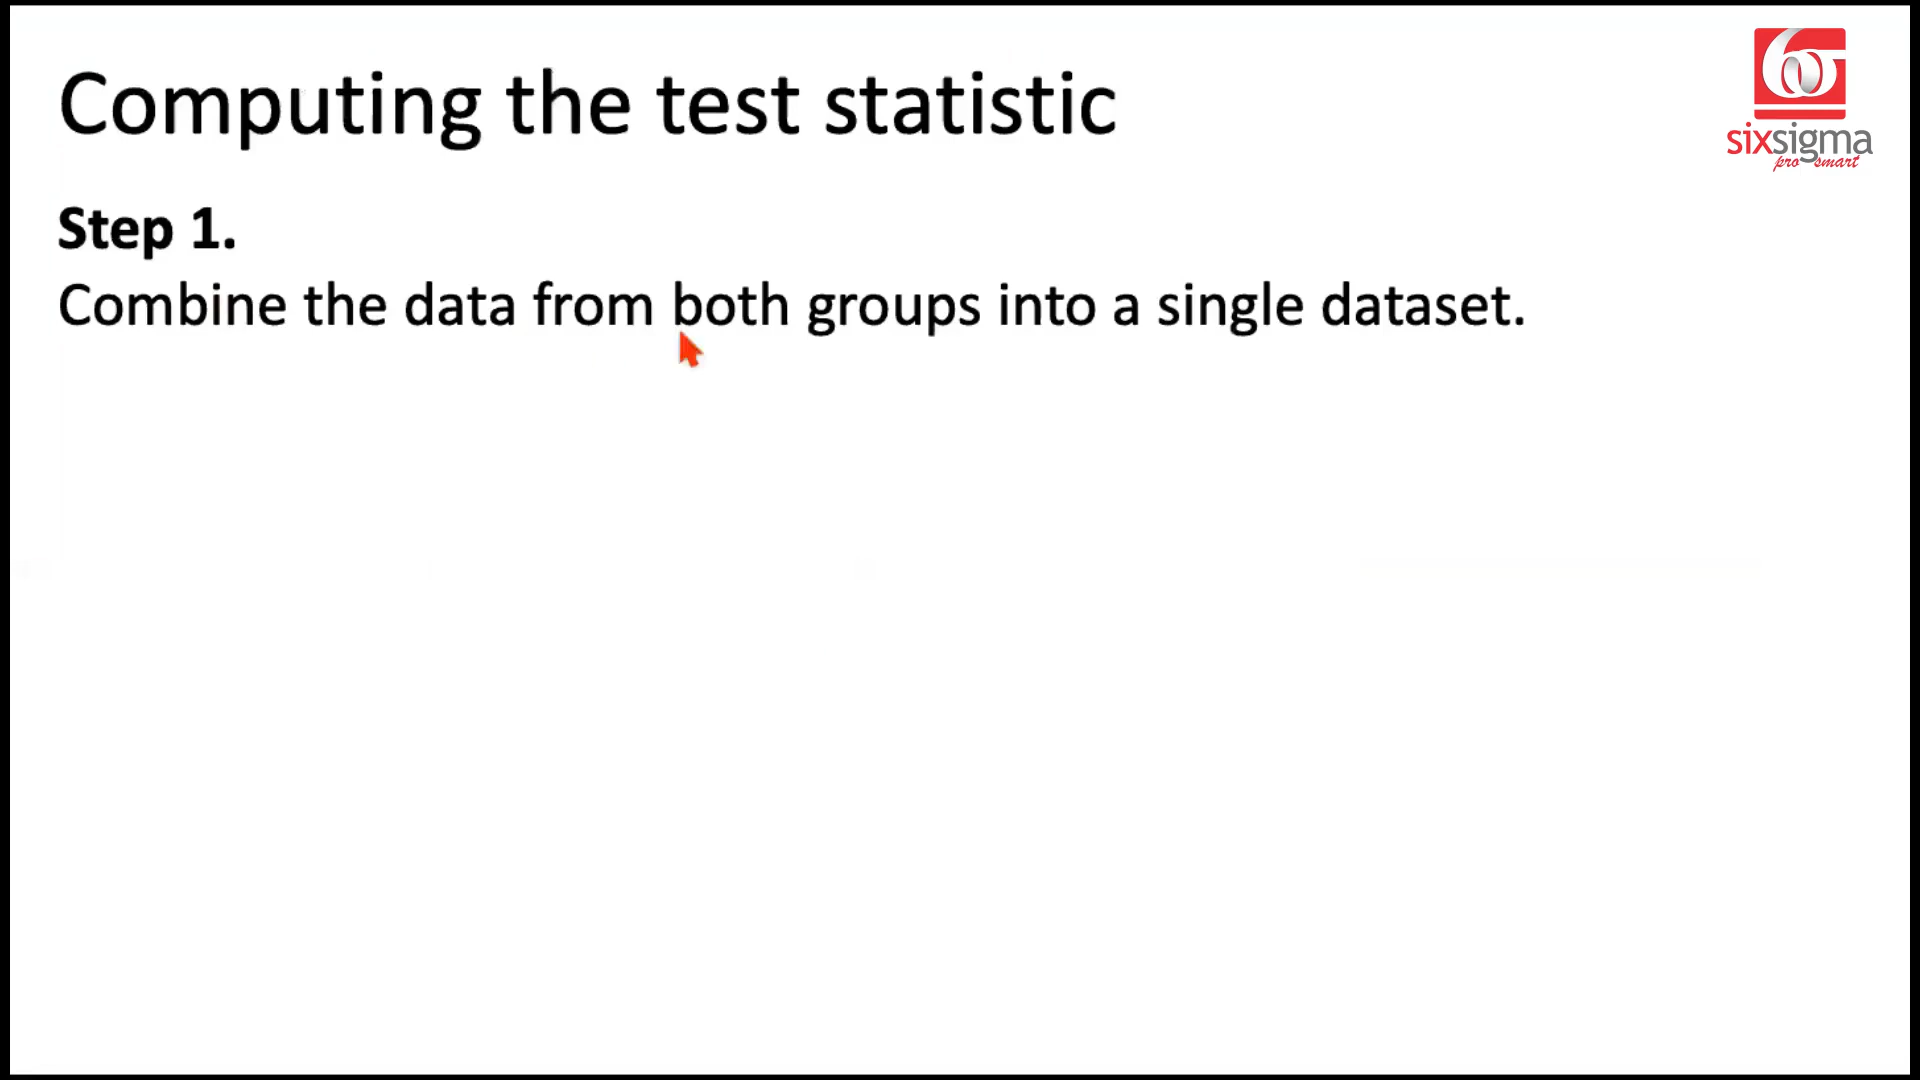 Computing the test statistic
sixsigma
pro smart
Step 1.
Combine the data from both groups into a single dataset.